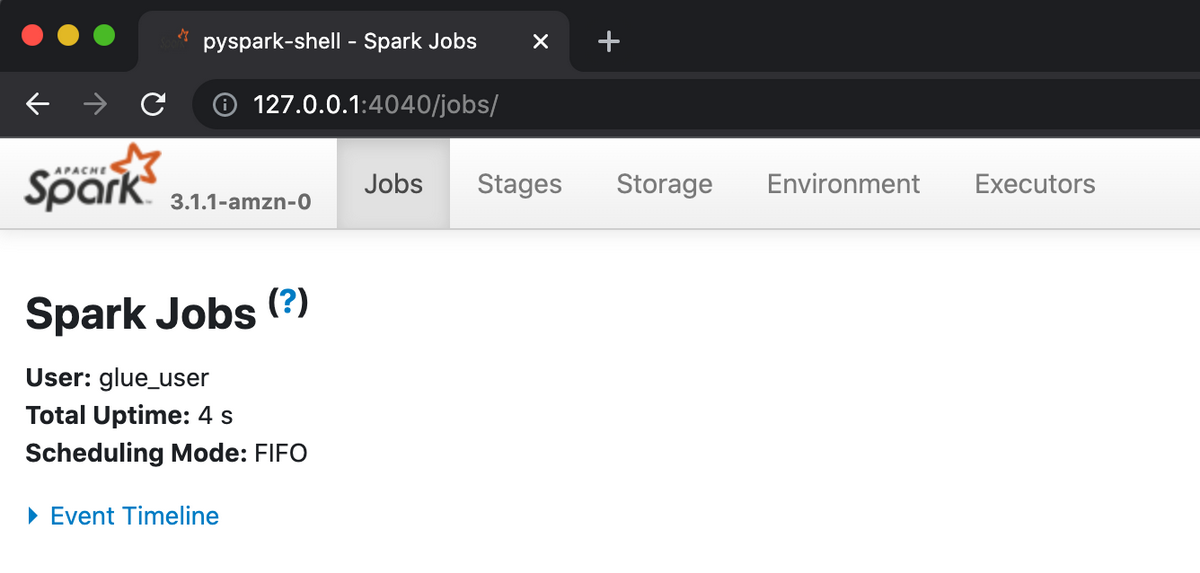 pyspark-shell - Spark Jobs
127.0.0.1:4040/jobs/
APACHE
Spark 3.1.1-amzn-0 Jobs Stages Storage Environment Executors
Spark Jobs (?)
User: glue_user
Total Uptime: 4 s
Scheduling Mode: FIFO
Event Timeline